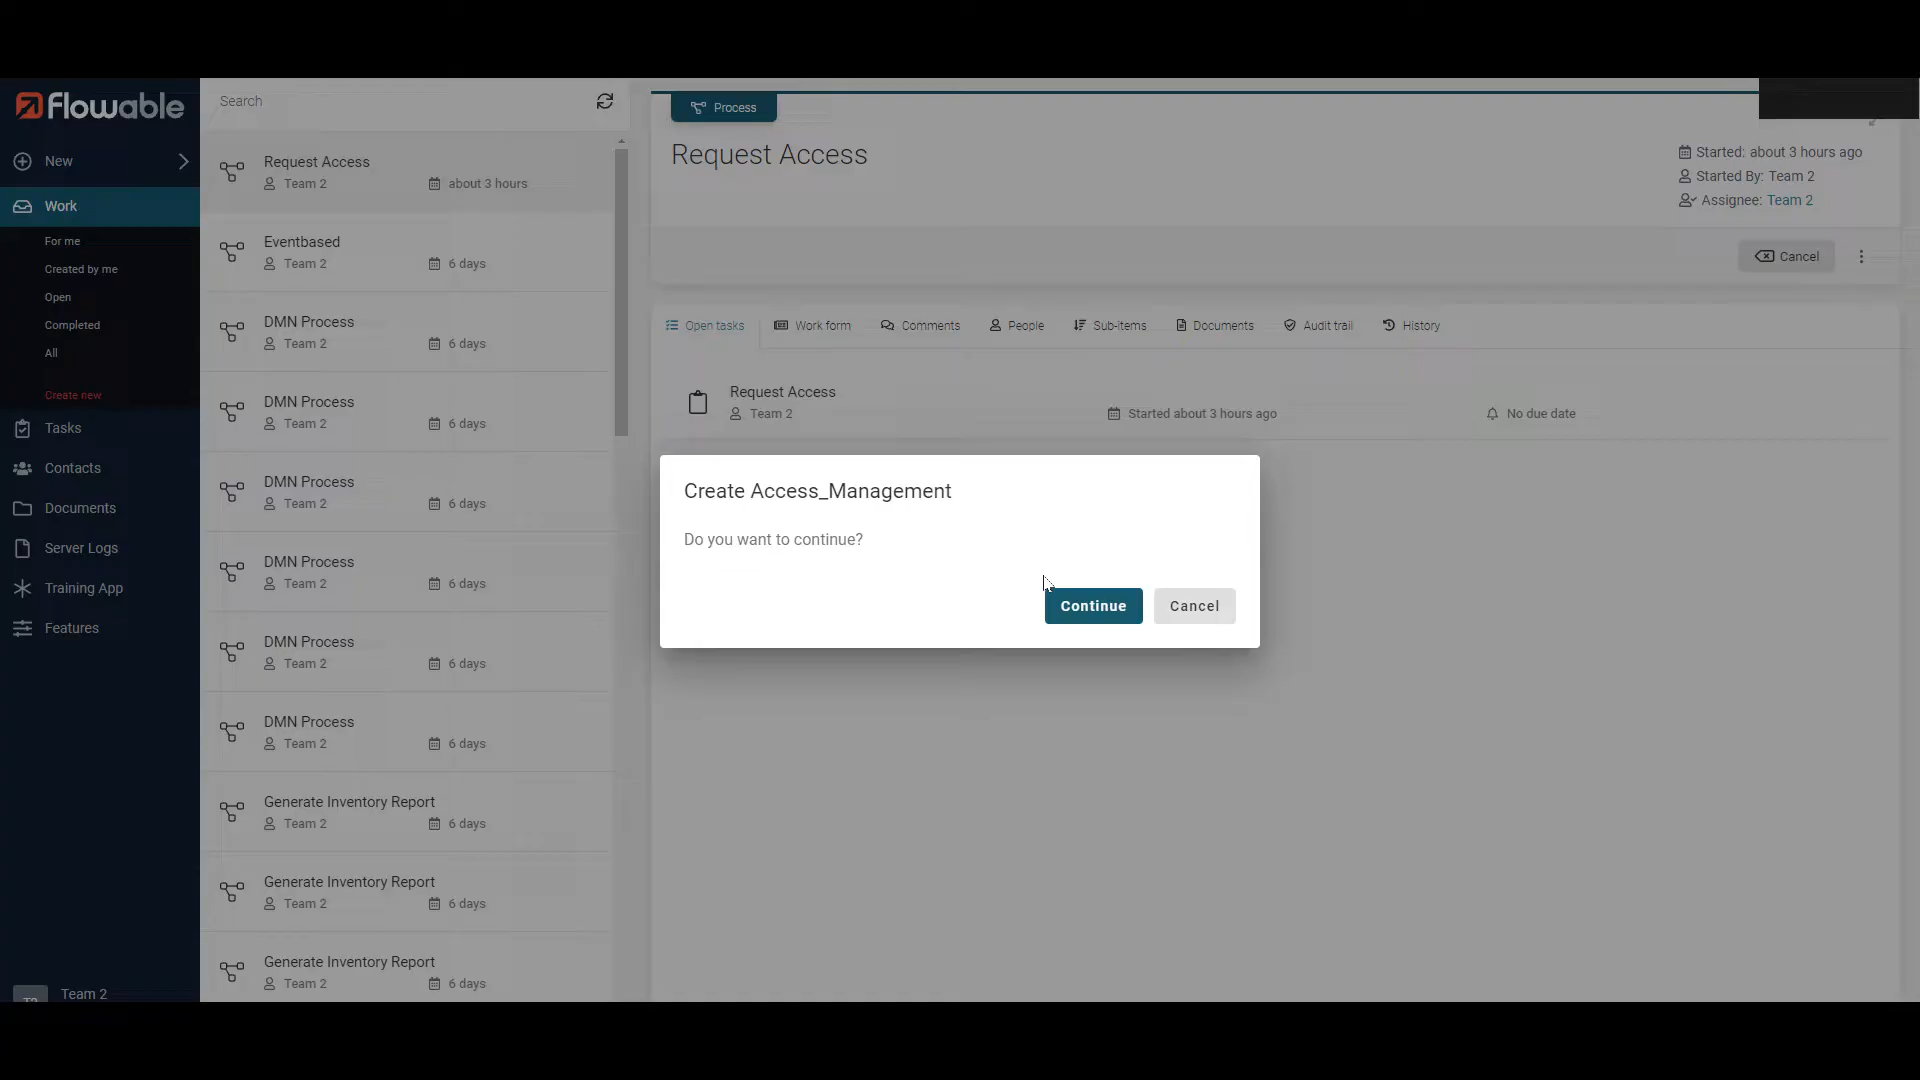 flowable
New
Work
For me
Created by me
Open
Completed
All
Create new
Tasks
Contacts
Documents
Server Logs
Training App
Features
Team 2
Search
Request Access
Team 2 about 3 hours
Eventbased
Team 2 6 days
DMN Process
Team 2 6 days
DMN Process
Team 2 6 days
DMN Process
Team 2 6 days
DMN Process
Team 2 6 days
DMN Process
Team 2 6 days
DMN Process
Team 2 6 days
Generate Inventory Report
Team 2 6 days
Generate Inventory Report
Team 2 6 days
Generate Inventory Report
Team 2 6 days
Process
Request Access
Started: about 3 hours ago
Started By: Team 2
Assignee: Team 2
Cancel
Open tasks Work form Comments People Sub-items Documents Audit trail History
Request Access
Team 2 Started about 3 hours ago No due date
Create Access_Management
Do you want to continue?
Continue Cancel